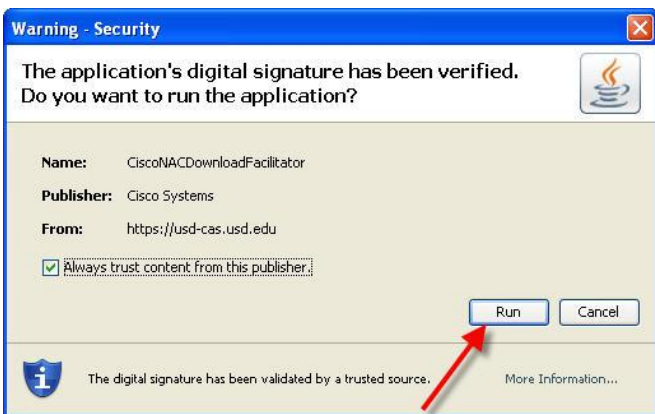 Warning - Security
The application's digital signature has been verified.
Do you want to run the application?
Name: CiscoNACDownloadFacilitator
Publisher: Cisco Systems
From: https://usd-cas.usd.edu
Always trust content from this publisher.
Run Cancel
The digital signature has been validated by a trusted source. More Information...